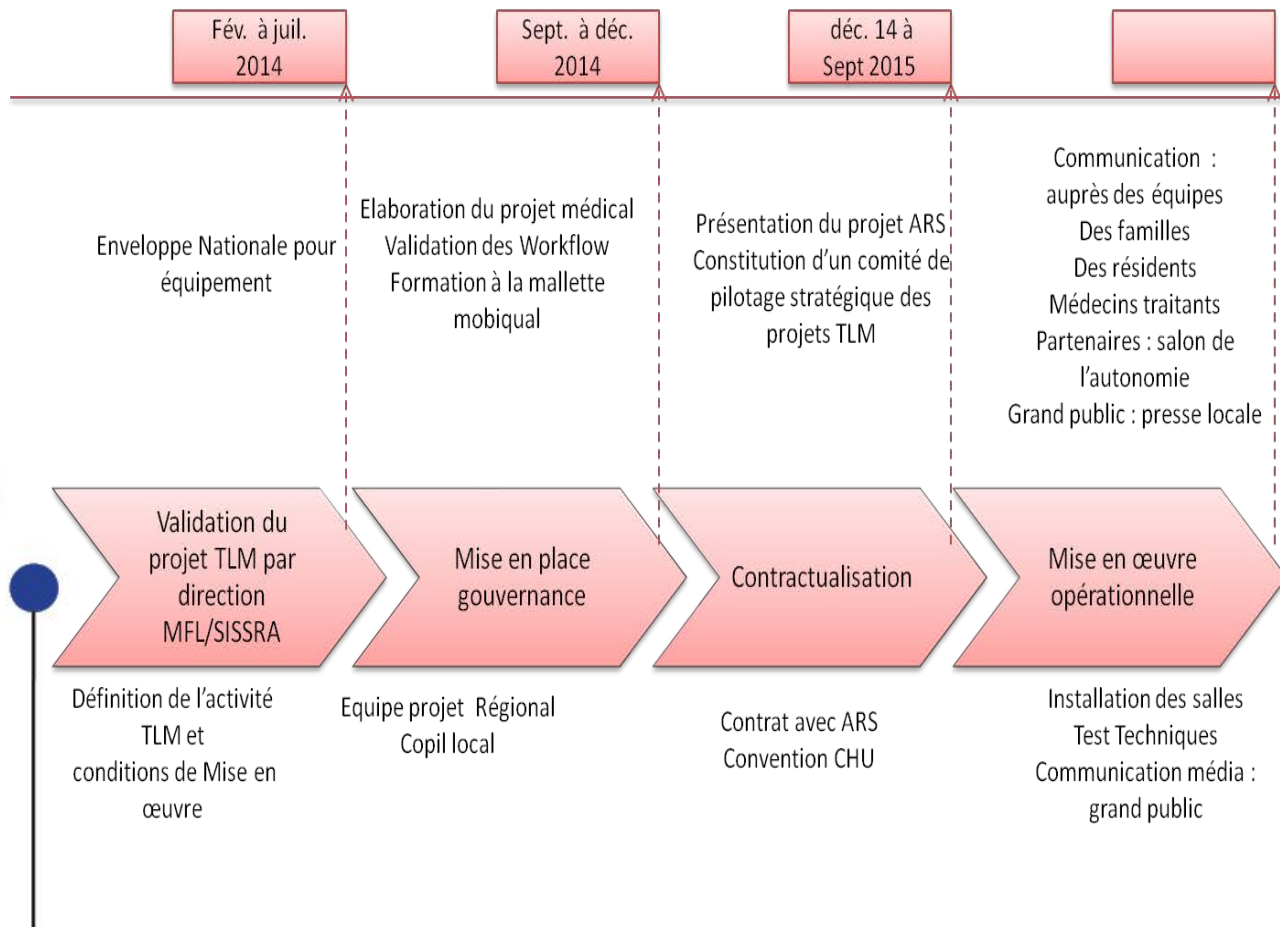 Fév. à juil.
2014
Sept. à déc.
2014
déc. 14 à
Sept 2015
Enveloppe Nationale pour
équipement
Elaboration du projet médical
Validation des Workflow
Formation à la mallette
mobiqual
Présentation du projet ARS
Constitution d'un comité de
pilotage stratégique des
projets TLM
Communication :
auprès des équipes
Des familles
Des résidents
Médecins traitants
Partenaires : salon de
l'autonomie
Grand public : presse locale
Validation du
projet TLM par
direction
MFL/SISSRA
Mise en place
gouvernance
Contractualisation
Mise en œuvre
opérationnelle
Définition de l'activité
TLM et
conditions de Mise en
œuvre
Equipe projet Régional
Copil local
Contrat avec ARS
Convention CHU
Installation des salles
Test Techniques
Communication média :
grand public